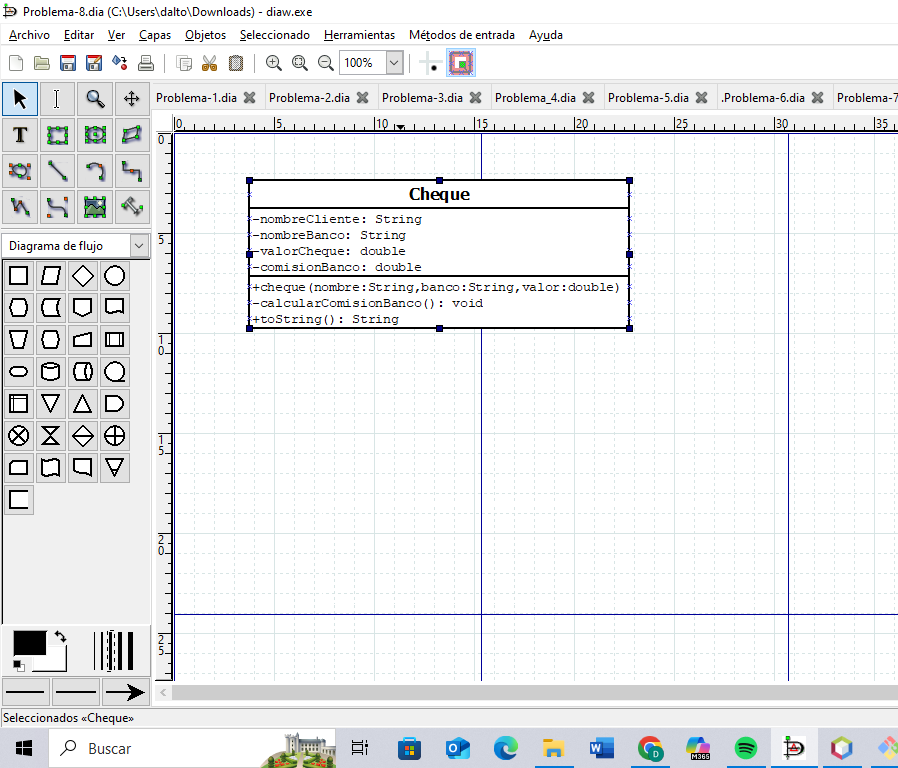 Problema-8.dia (C:\Users\dalto\Downloads) - diaw.exe
Archivo Editar Ver Capas Objetos Seleccionado Herramientas Métodos de entrada Ayuda
100%
Problema-1.dia Problema-2.dia Problema-3.dia Problema_4.dia Problema-5.dia .Problema-6.dia Problema-7
0 5 10 15 20 25 30 35
0
5
10
15
20
25
T
Diagrama de flujo
Cheque
-nombreCliente: String
-nombreBanco: String
-valorCheque: double
-comisionBanco: double
+cheque(nombre:String,banco:String,valor:double)
-calcularComisionBanco(): void
+toString(): String
Seleccionados «Cheque»
Buscar
M365